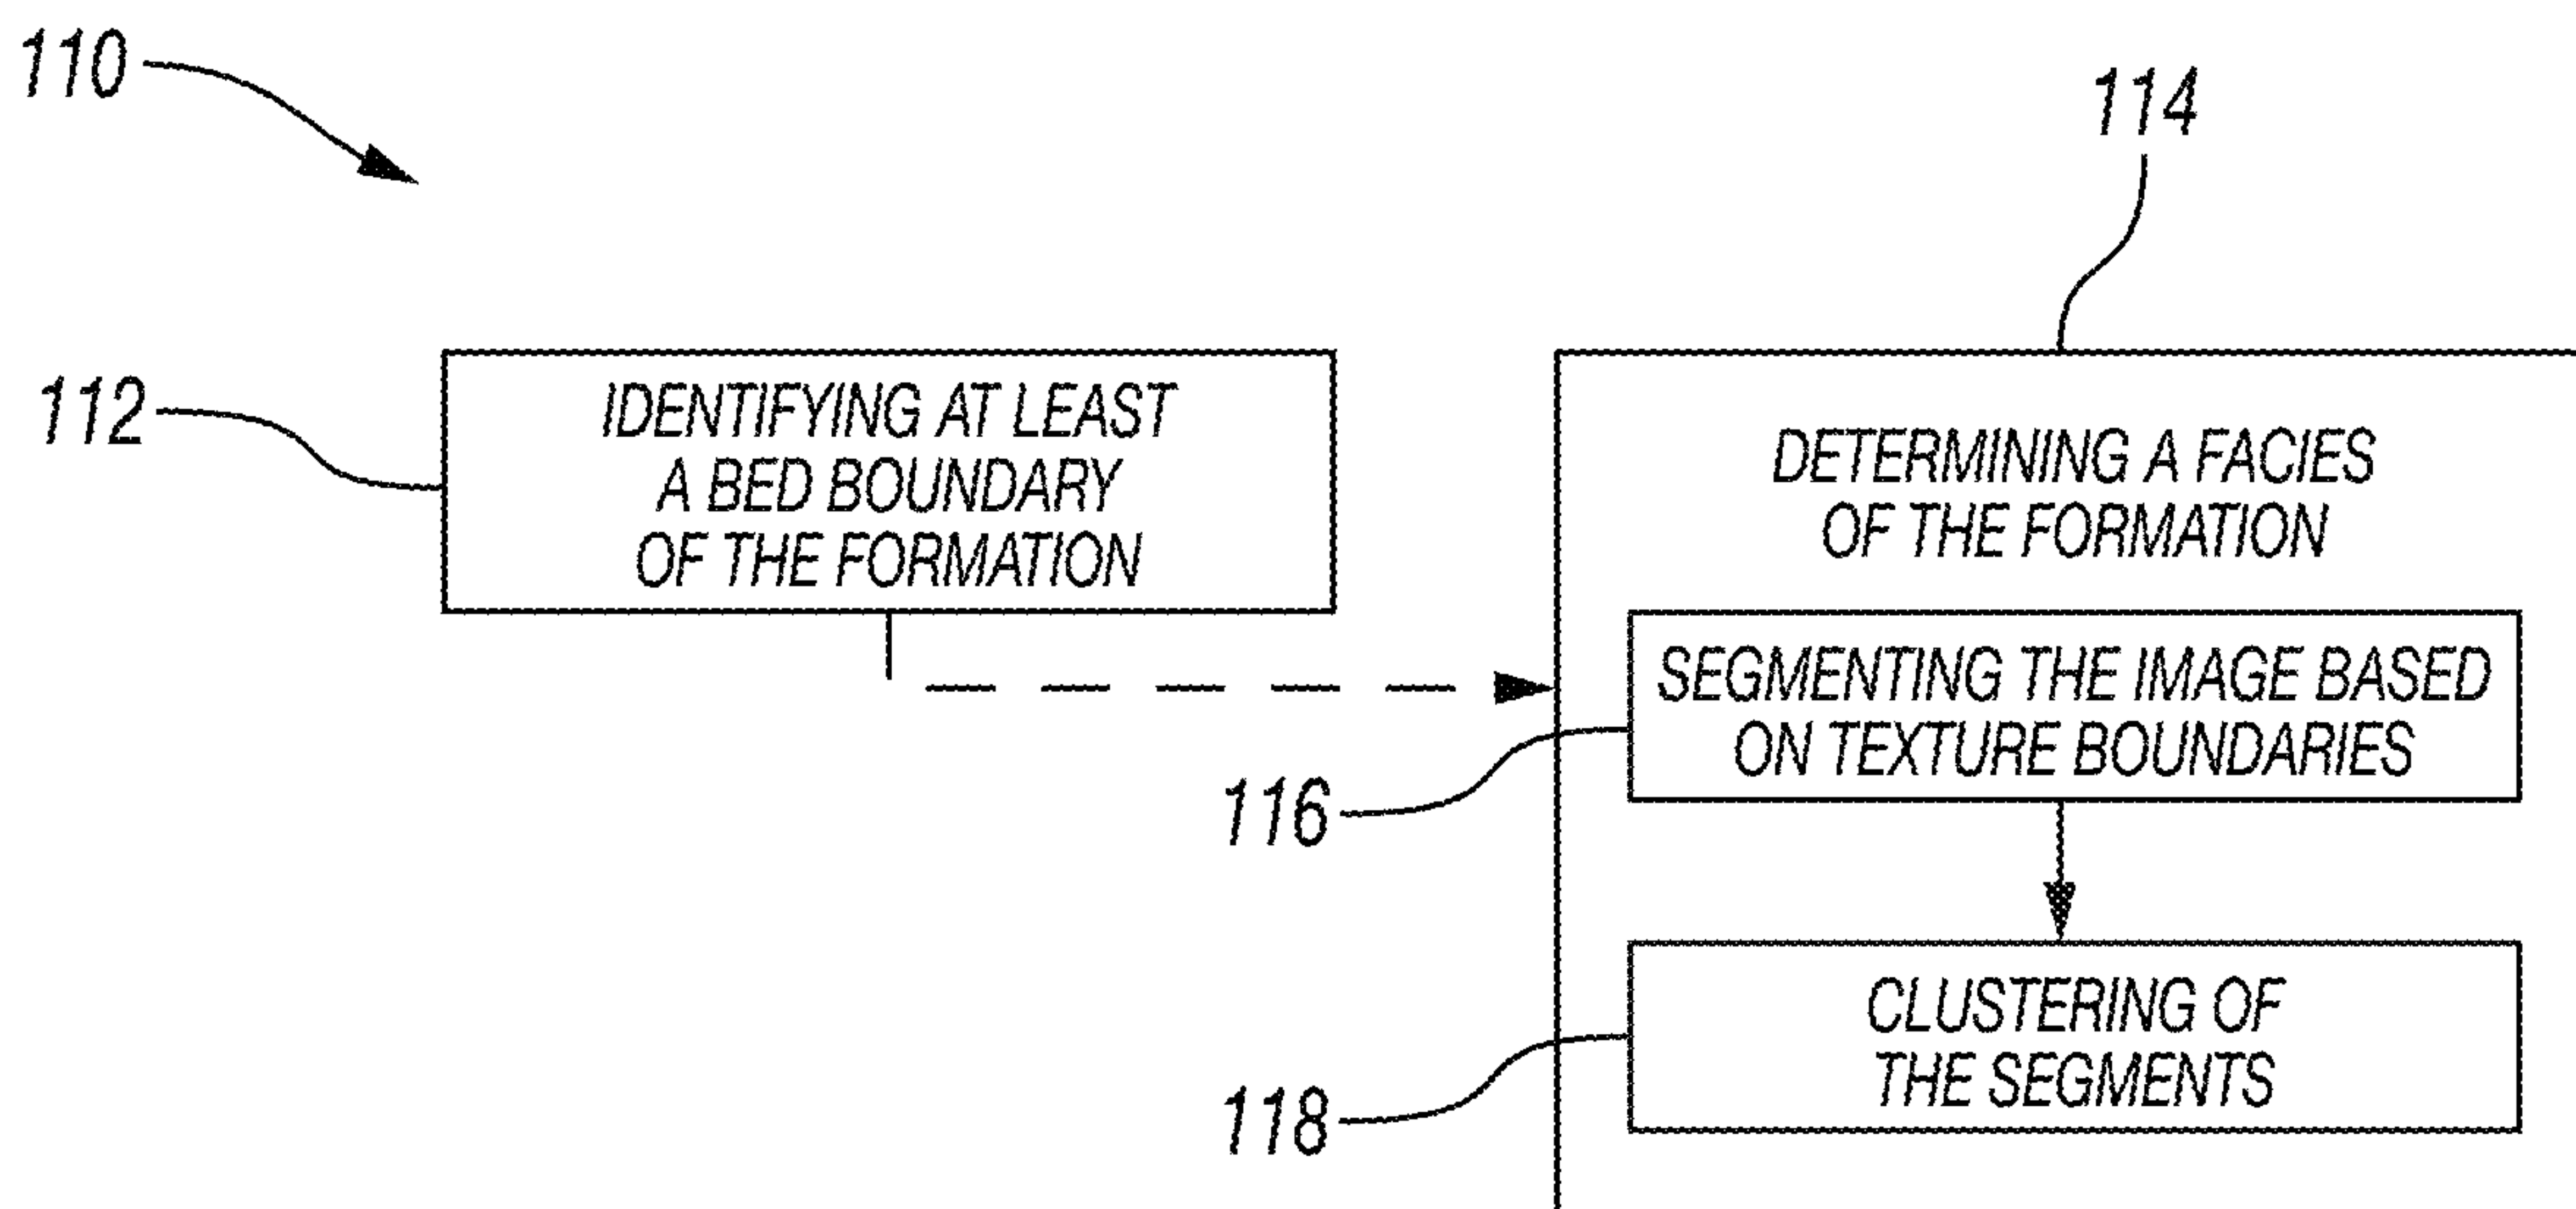 110
114
112
IDENTIFYING AT LEAST
A BED BOUNDARY
OF THE FORMATION
DETERMINING A FACIES
OF THE FORMATION
SEGMENTING THE IMAGE BASED
ON TEXTURE BOUNDARIES
116
CLUSTERING OF
THE SEGMENTS
118